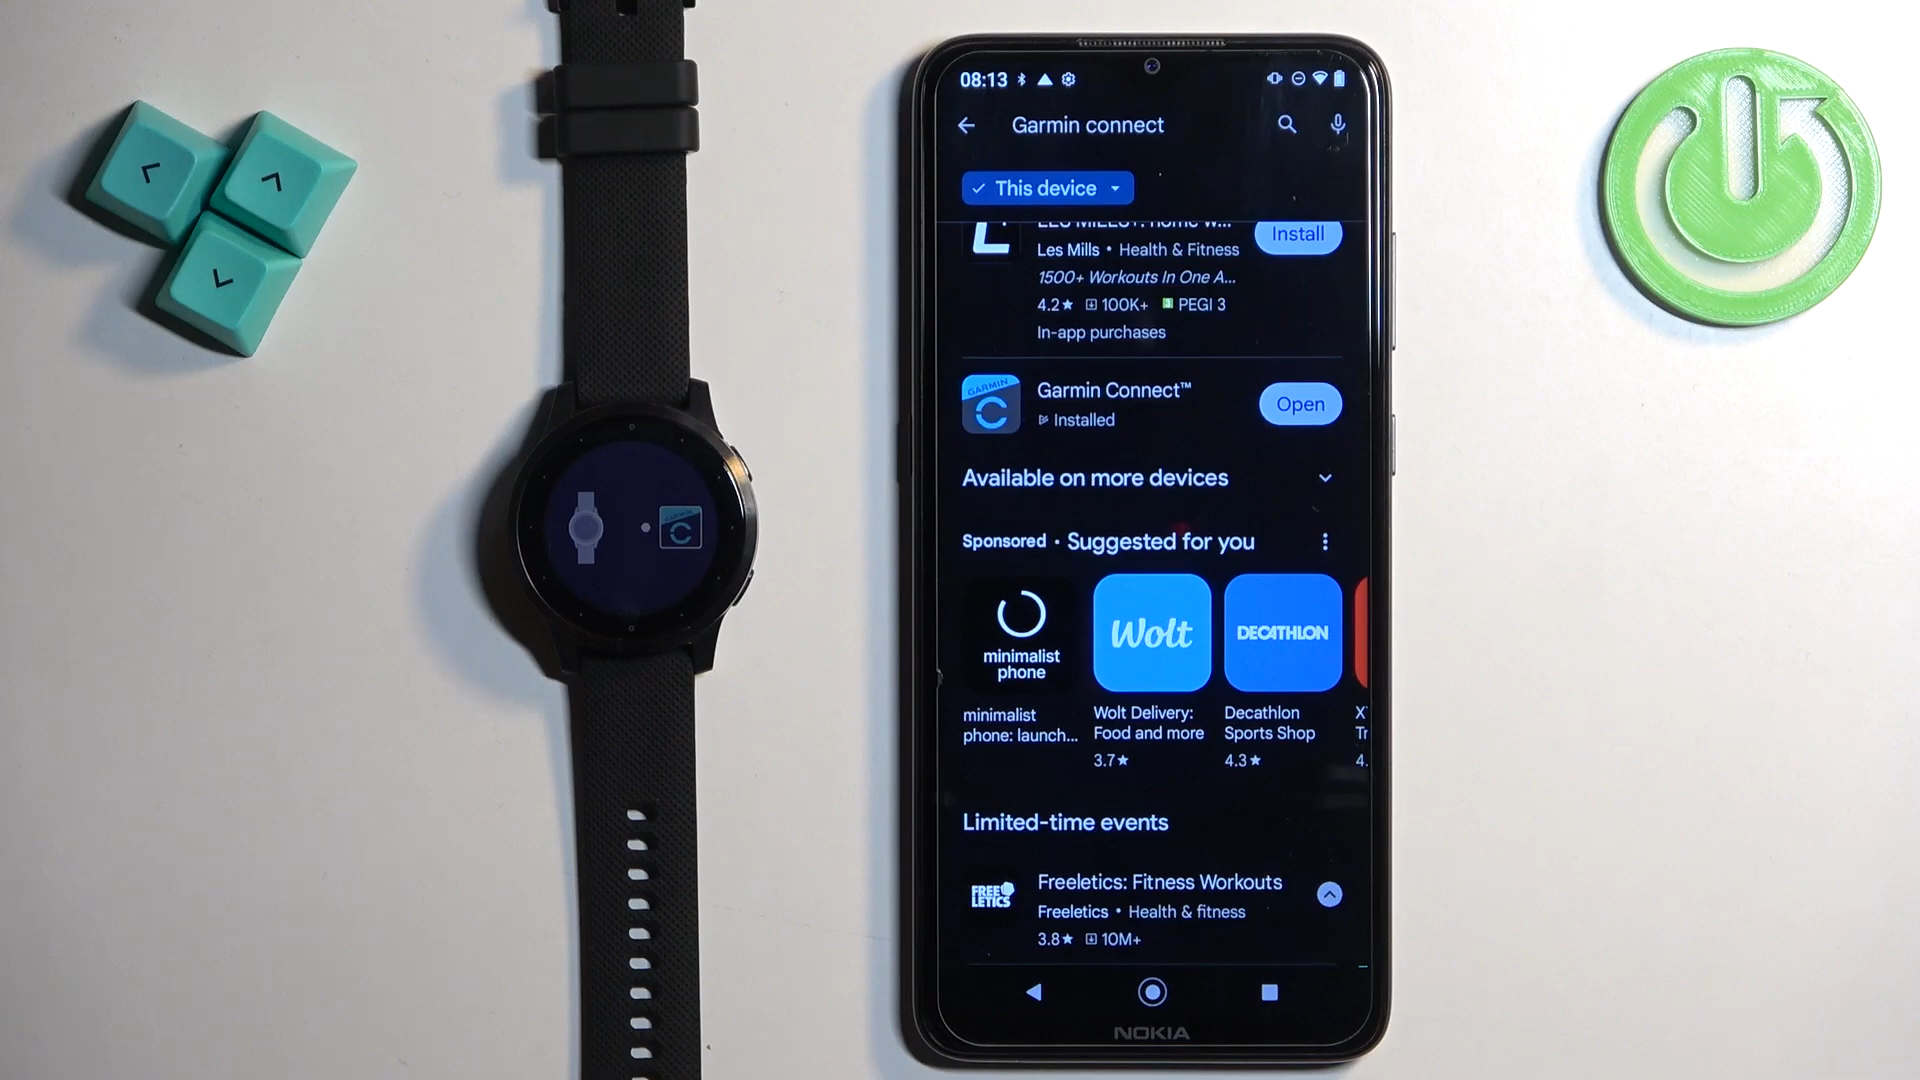 08:13
Garmin connect
This device
Install
Les Mills • Health & Fitness
1500+ Workouts In One A...
4.2★ 100K+ 3 PEGI 3
In-app purchases
GARMIN
Garmin Connect™
Installed
Open
Available on more devices
Sponsored · Suggested for you
minimalist
phone
Wolt
DECATHLON
minimalist
phone: launch...
Wolt Delivery:
Food and more
3.7★
Decathlon
Sports Shop
4.3★
Limited-time events
FREE
LETICS
Freeletics: Fitness Workouts
Freeletics • Health & fitness
3.8★ 10M+
NOKIA
GARMIN